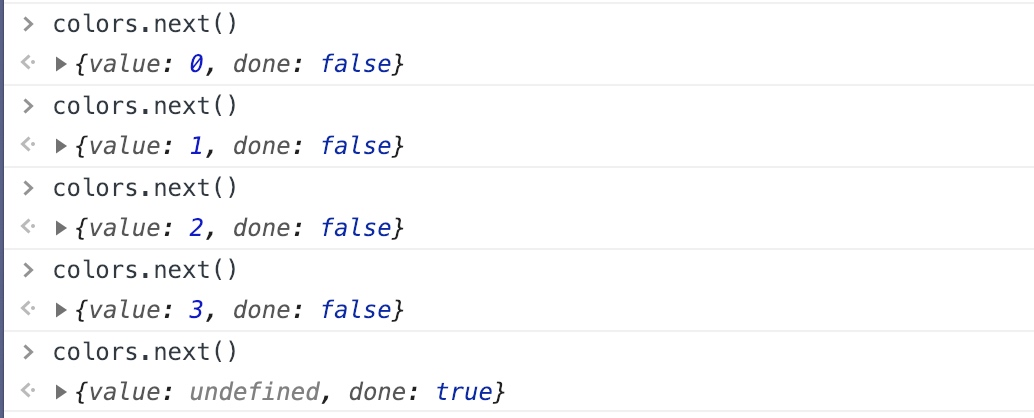 > colors.next()
<· ▶ {value: 0, done: false}
> colors.next()
<· ▶ {value: 1, done: false}
> colors.next()
<· ▶ {value: 2, done: false}
> colors.next()
<· ▶ {value: 3, done: false}
> colors.next()
<· ▶ {value: undefined, done: true}